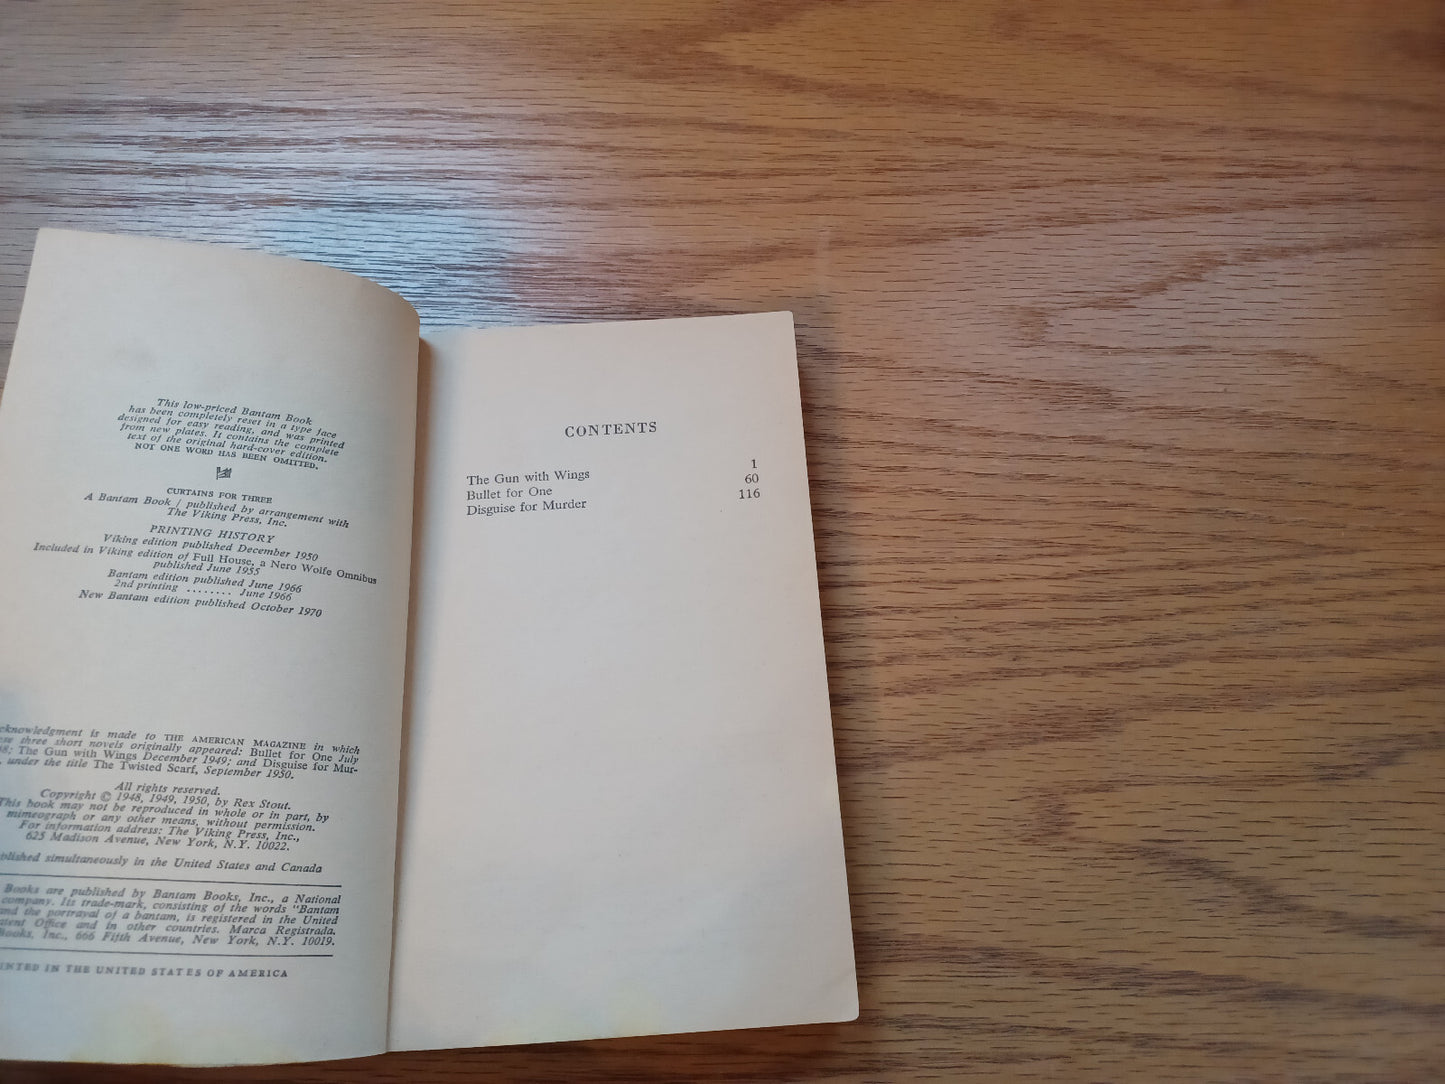 This low-priced Bantam Book
has been completely reset in a type face
designed for easy reading, and was printed
from new plates. It contains the complete
text of the original hard-cover edition.
NOT ONE WORD HAS BEEN OMITTED.
CURTAINS FOR THREE
A Bantam Book / published by arrangement with
The Viking Press, Inc.
PRINTING HISTORY
Viking edition published December 1950
Included in Viking edition of Full House, a Nero Wolfe Omnibus
published June 1955
Bantam edition published June 1966
2nd printing ........ June 1966
New Bantam edition published October 1970
cknowledgment is made to THE AMERICAN MAGAZINE in which
se three short novels originally appeared: Bullet for One July
8; The Gun with Wings December 1949; and Disguise for Mur-
, under the title The Twisted Scarf, September 1950.
All rights reserved.
Copyright © 1948, 1949, 1950, by Rex Stout.
This book may not be reproduced in whole or in part, by
mimeograph or any other means, without permission.
For information address: The Viking Press, Inc.,
625 Madison Avenue, New York, N.Y. 10022.
blished simultaneously in the United States and Canada
Books are published by Bantam Books, Inc., a National
company. Its trade-mark, consisting of the words "Bantam
and the portrayal of a bantam, is registered in the United
tent Office and in other countries. Marca Registrada.
Books, Inc., 666 Fifth Avenue, New York, N.Y. 10019.
INTED IN THE UNITED STATES OF AMERICA
CONTENTS
The Gun with Wings 1
Bullet for One 60
Disguise for Murder 116